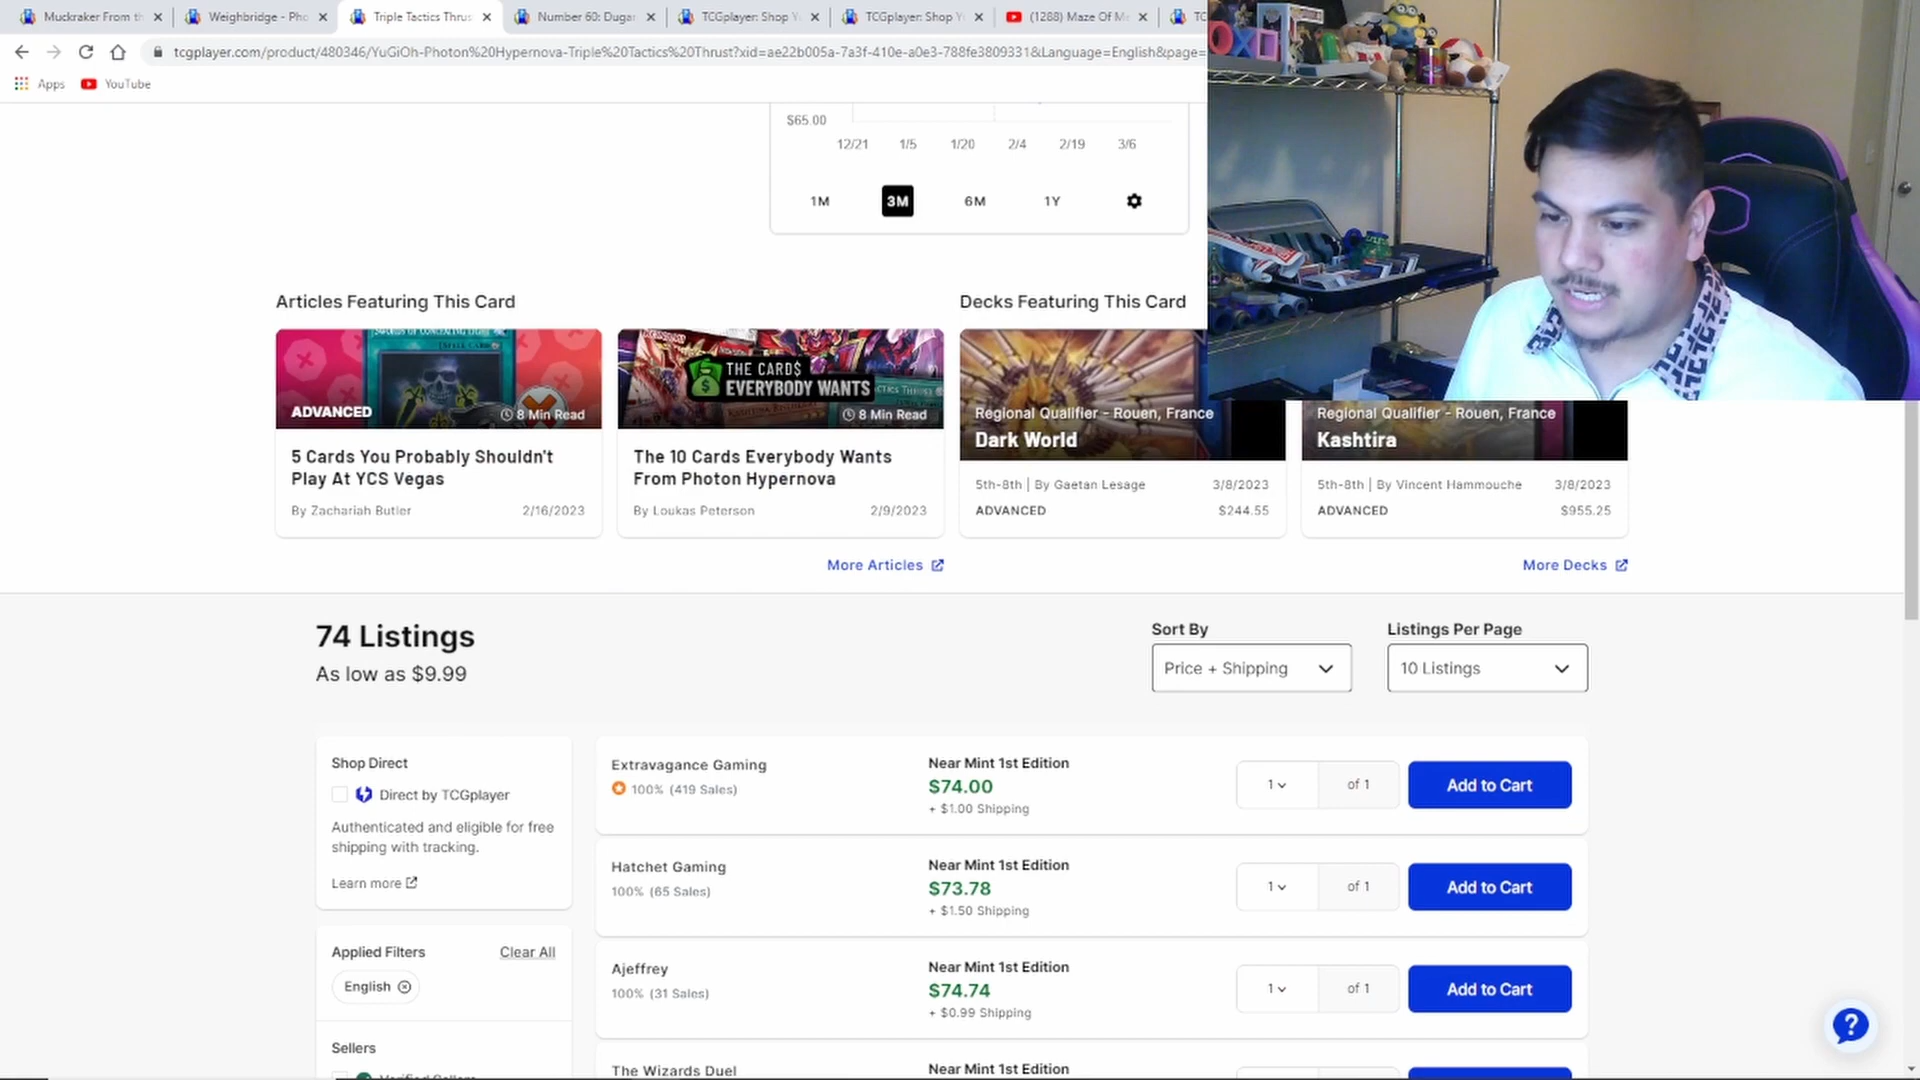 Muckraker From th
Weighbridge - Pho
Triple Tactics Thrus
Number 60: Dugar
TCGplayer: Shop Y
TCGplayer: Shop Y
(1288) Maze Of M
TC
tcgplayer.com/product/480346/YuGiOh-Photon%20Hypernova-Triple%20Tactics%20Thrust?xid=ae22b005a-7a3f-410e-a0e3-788fe3809331&Language=English&page=
Apps
YouTube
$65.00
12/21 1/5 1/20 2/4 2/19 3/6
1M 3M 6M 1Y
Articles Featuring This Card
Decks Featuring This Card
SPELL CARD
ADVANCED
8 Min Read
5 Cards You Probably Shouldn't
Play At YCS Vegas
By Zachariah Butler 2/16/2023
THE CARD$
EVERYBODY WANTS
8 Min Read
The 10 Cards Everybody Wants
From Photon Hypernova
By Loukas Peterson 2/9/2023
Regional Qualifier - Rouen, France
Dark World
5th-8th | By Gaetan Lesage 3/8/2023
ADVANCED $244.55
Regional Qualifier - Rouen, France
Kashtira
5th-8th | By Vincent Hammouche 3/8/2023
ADVANCED $955.25
More Articles
More Decks
74 Listings
As low as $9.99
Sort By
Price + Shipping
Listings Per Page
10 Listings
Shop Direct
Direct by TCGplayer
Authenticated and eligible for free
shipping with tracking.
Learn more
Applied Filters Clear All
English
Sellers
Verified Sellers
Extravagance Gaming
100% (419 Sales)
Near Mint 1st Edition
$74.00
+ $1.00 Shipping
1 of 1
Add to Cart
Hatchet Gaming
100% (65 Sales)
Near Mint 1st Edition
$73.78
+ $1.50 Shipping
1 of 1
Add to Cart
Ajeffrey
100% (31 Sales)
Near Mint 1st Edition
$74.74
+ $0.99 Shipping
1 of 1
Add to Cart
The Wizards Duel
Near Mint 1st Edition
?